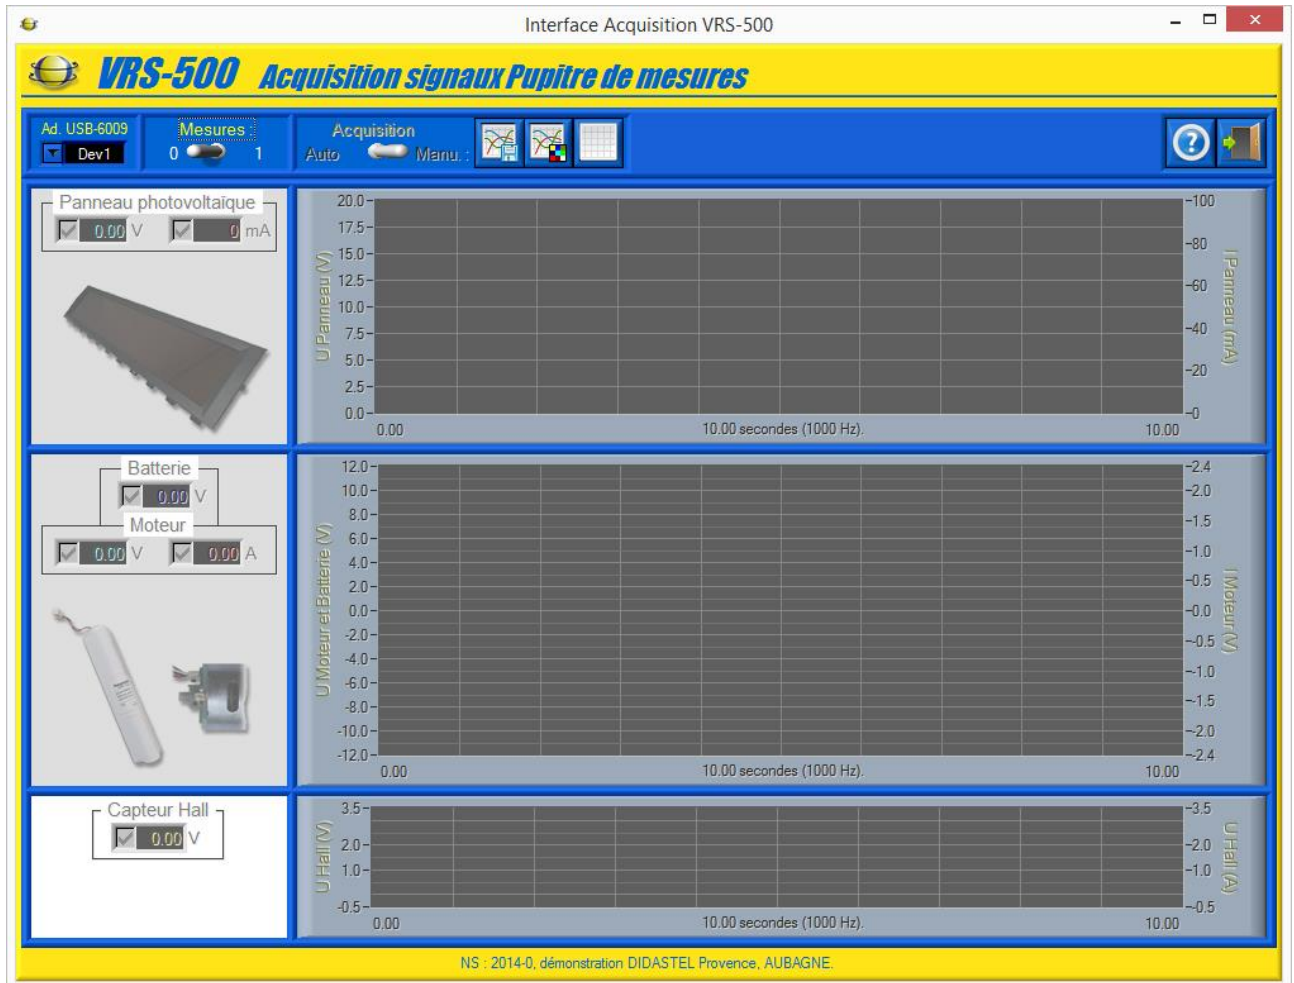 Interface Acquisition VRS-500
VRS-500 Acquisition signaux Pupitre de mesures
Ad. USB-6009
Dev1
Mesures :
0 1
Acquisition
Auto Manu. :
Panneau photovoltaïque
0.00 V 0 mA
20.0
17.5
15.0
12.5
10.0
7.5
5.0
2.5
0.0
U Panneau (V)
100
80
60
40
20
0
I Panneau (mA)
0.00 10.00 secondes (1000 Hz). 10.00
Batterie
0.00 V
Moteur
0.00 V 0.00 A
12.0
10.0
8.0
6.0
4.0
2.0
0.0
-2.0
-4.0
-6.0
-8.0
-10.0
-12.0
U Moteur et Batterie (V)
2.4
2.0
1.5
1.0
0.5
0.0
-0.5
-1.0
-1.5
-2.0
-2.4
I Moteur (V)
0.00 10.00 secondes (1000 Hz). 10.00
Capteur Hall
0.00 V
3.5
2.0
1.0
-0.5
U Hall (V)
3.5
2.0
1.0
-0.5
U Hall (A)
0.00 10.00 secondes (1000 Hz). 10.00
NS : 2014-0, démonstration DIDASTEL Provence, AUBAGNE.